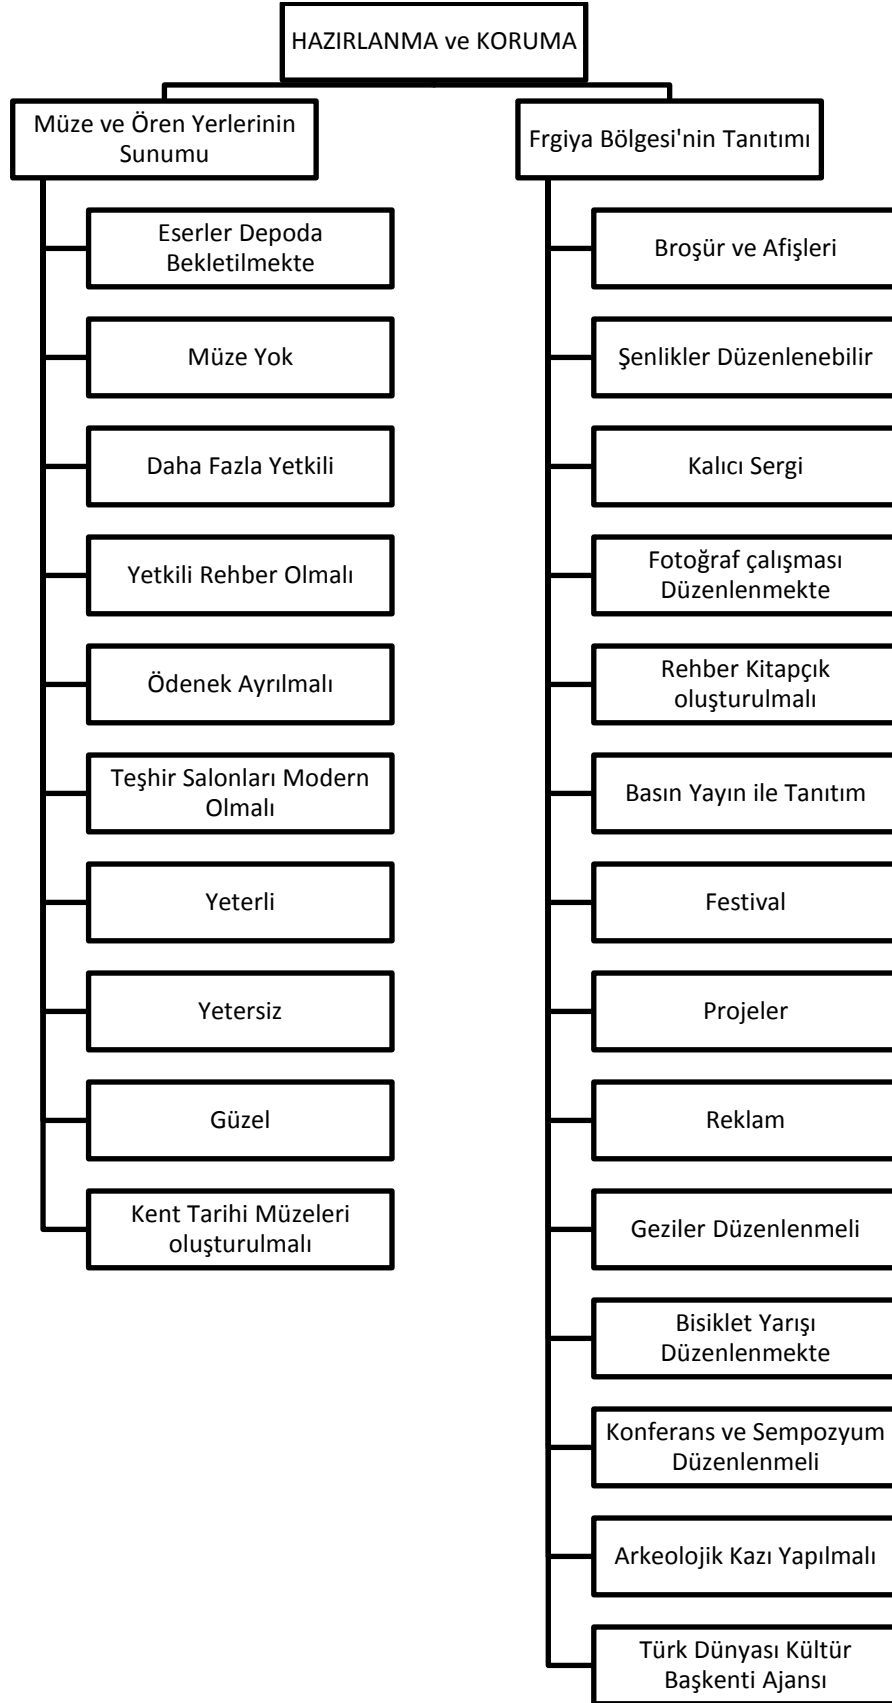 HAZIRLANMA ve KORUMA
Müze ve Ören Yerlerinin
Sunumu
Eserler Depoda
Bekletilmekte
Müze Yok
Daha Fazla Yetkili
Yetkili Rehber Olmalı
Ödenek Ayrılmalı
Teşhir Salonları Modern
Olmalı
Yeterli
Yetersiz
Güzel
Kent Tarihi Müzeleri
oluşturulmalı
Frgiya Bölgesi'nin Tanıtımı
Broşür ve Afişleri
Şenlikler Düzenlenebilir
Kalıcı Sergi
Fotoğraf çalışması
Düzenlenmekte
Rehber Kitapçık
oluşturulmalı
Basın Yayın ile Tanıtım
Festival
Projeler
Reklam
Geziler Düzenlenmeli
Bisiklet Yarışı
Düzenlenmekte
Konferans ve Sempozyum
Düzenlenmeli
Arkeolojik Kazı Yapılmalı
Türk Dünyası Kültür
Başkenti Ajansı